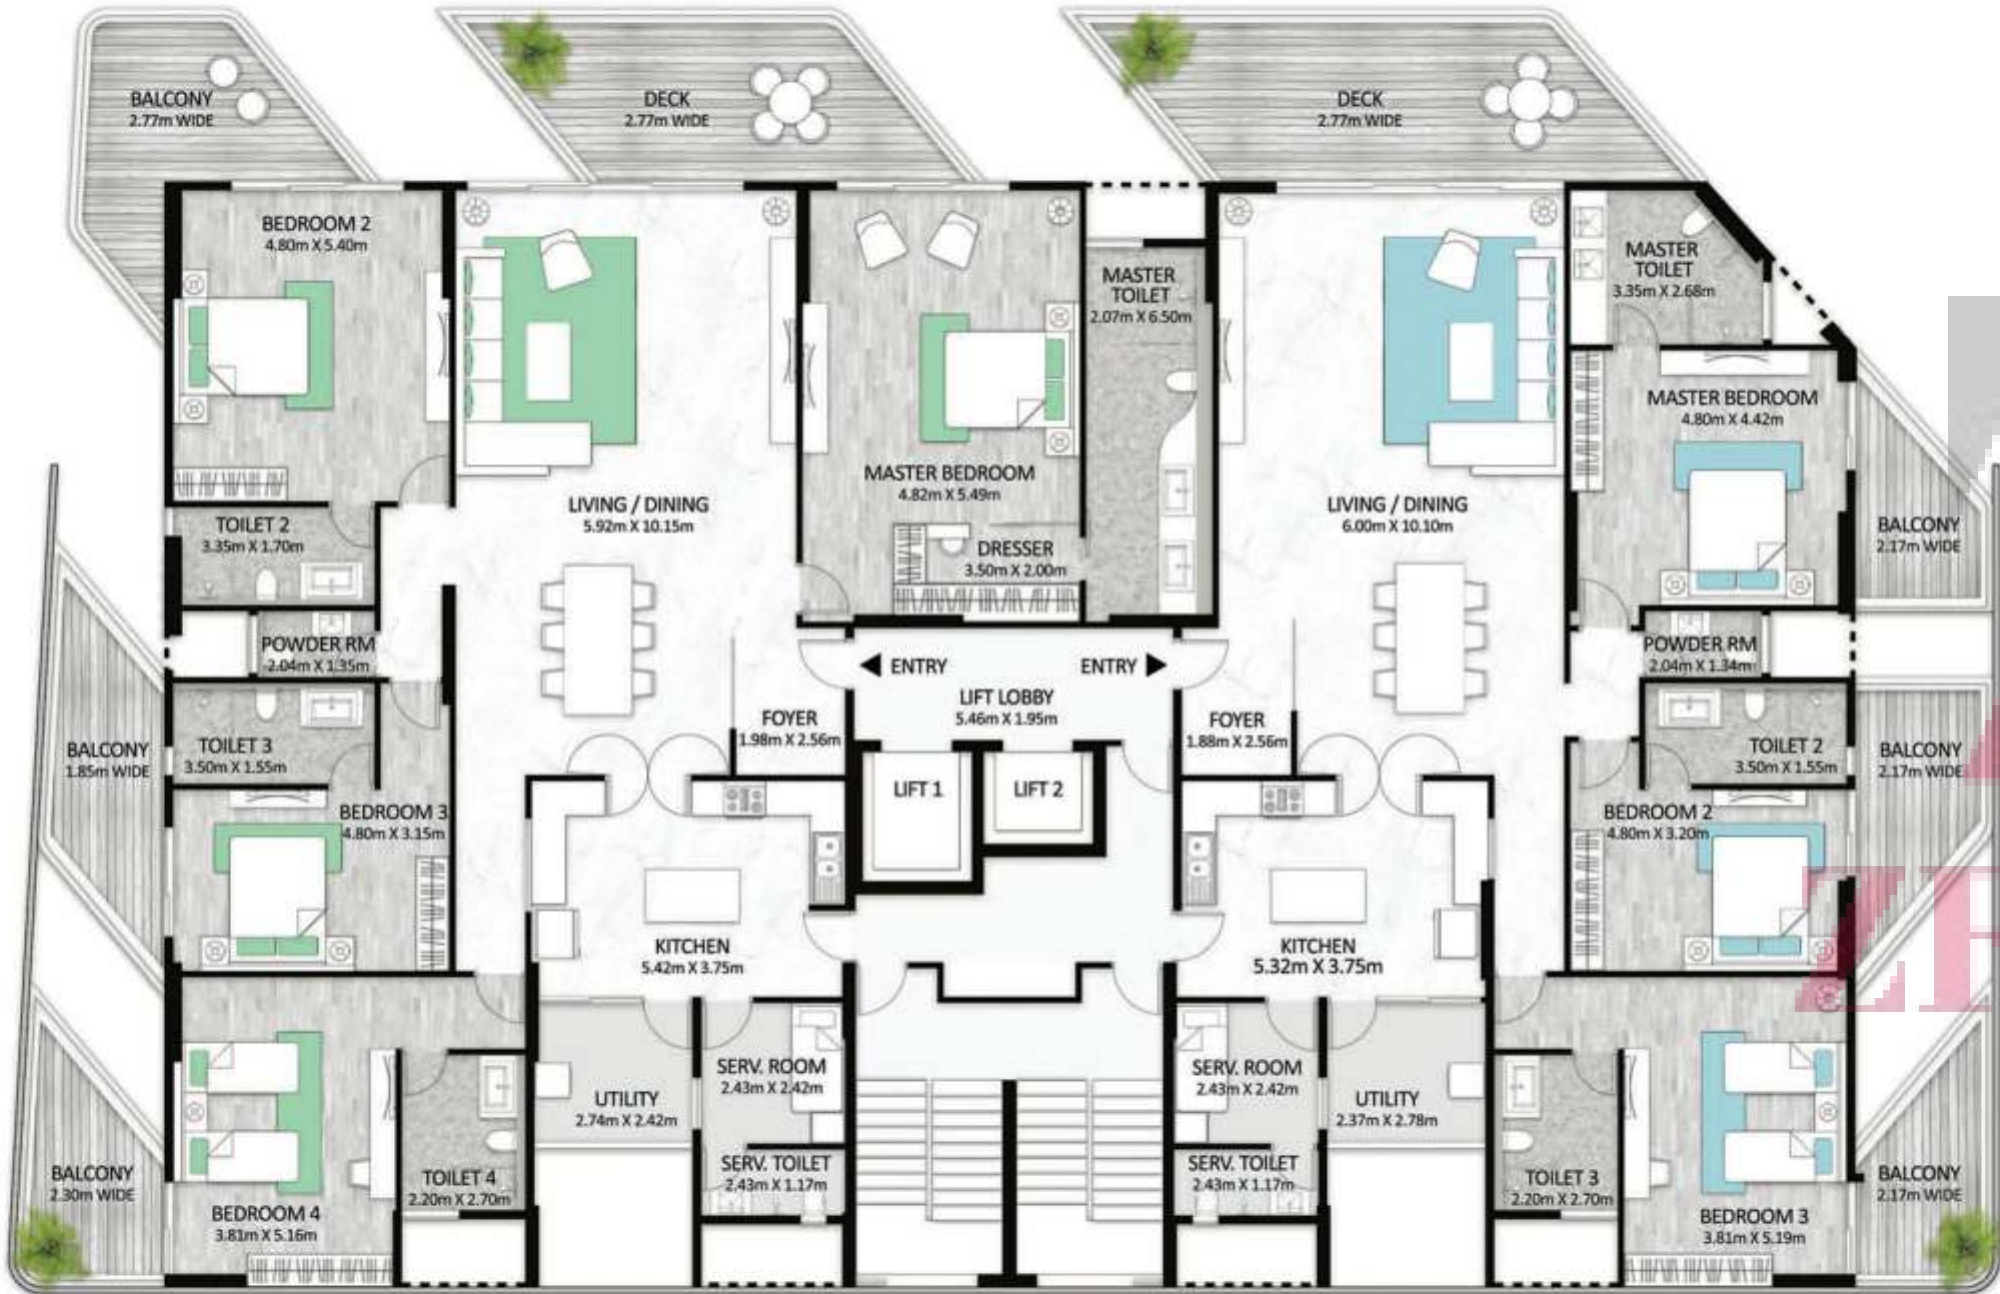 BALCONY
2.77m WIDE
DECK
2.77m WIDE
DECK
2.77m WIDE
BEDROOM 2
4.80m X 5.40m
MASTER
TOILET
3.35m X 2.68m
MASTER
TOILET
2.07m X 6.50m
MASTER BEDROOM
4.80m X 4.42m
MASTER BEDROOM
4.82m X 5.49m
LIVING / DINING
5.92m X 10.15m
LIVING / DINING
6.00m X 10.10m
TOILET 2
3.35m X 1.70m
BALCONY
2.17m WIDE
DRESSER
3.50m X 2.00m
POWDER RM
2.04m X 1.35m
ENTRY
ENTRY
POWDER RM
2.04m X 1.34m
LIFT LOBBY
5.46m X 1.95m
FOYER
1.98m X 2.56m
FOYER
1.88m X 2.56m
BALCONY
1.85m WIDE
TOILET 3
3.50m X 1.55m
TOILET 2
3.50m X 1.55m
BALCONY
2.17m WIDE
LIFT 1
LIFT 2
BEDROOM 3
4.80m X 3.15m
BEDROOM 2
4.80m X 3.20m
KITCHEN
5.42m X 3.75m
KITCHEN
5.32m X 3.75m
SERV. ROOM
2.43m X 2.42m
SERV. ROOM
2.43m X 2.42m
UTILITY
2.74m X 2.42m
UTILITY
2.37m X 2.78m
BALCONY
2.30m WIDE
TOILET 4
2.20m X 2.70m
SERV. TOILET
2.43m X 1.17m
SERV. TOILET
2.43m X 1.17m
TOILET 3
2.20m X 2.70m
BALCONY
2.17m WIDE
BEDROOM 4
3.81m X 5.16m
BEDROOM 3
3.81m X 5.19m